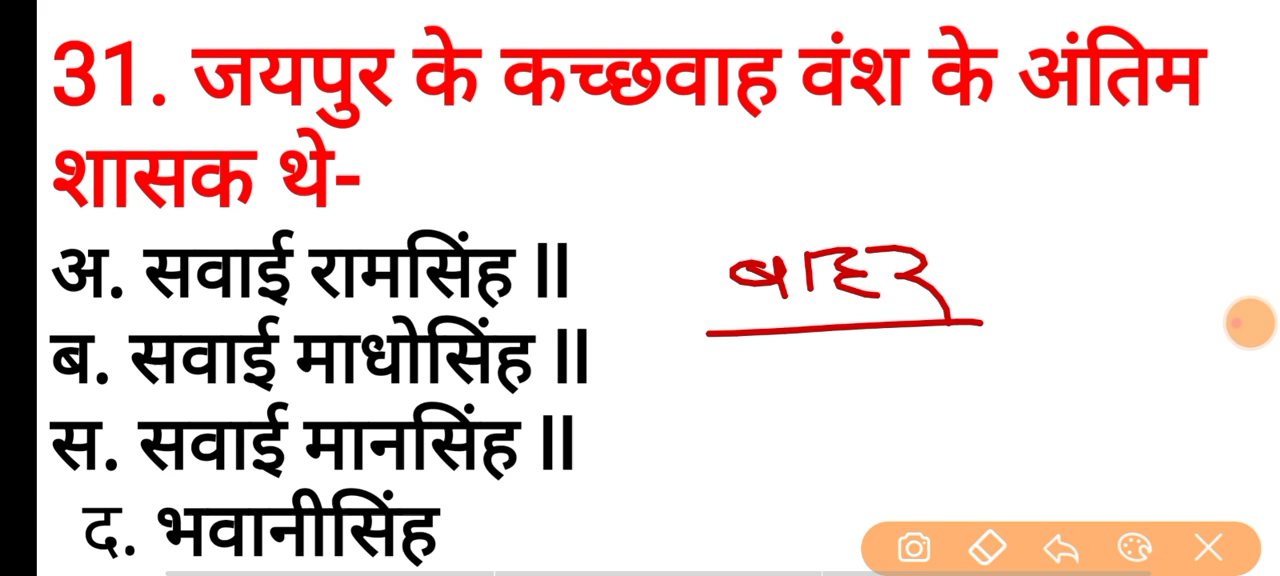 31. जयपुर के कच्छवाह वंश के अंतिम
शासक थे-
अ. सवाई रामसिंह II
ब. सवाई माधोसिंह II
स. सवाई मानसिंह II
द. भवानीसिंह
बाहर